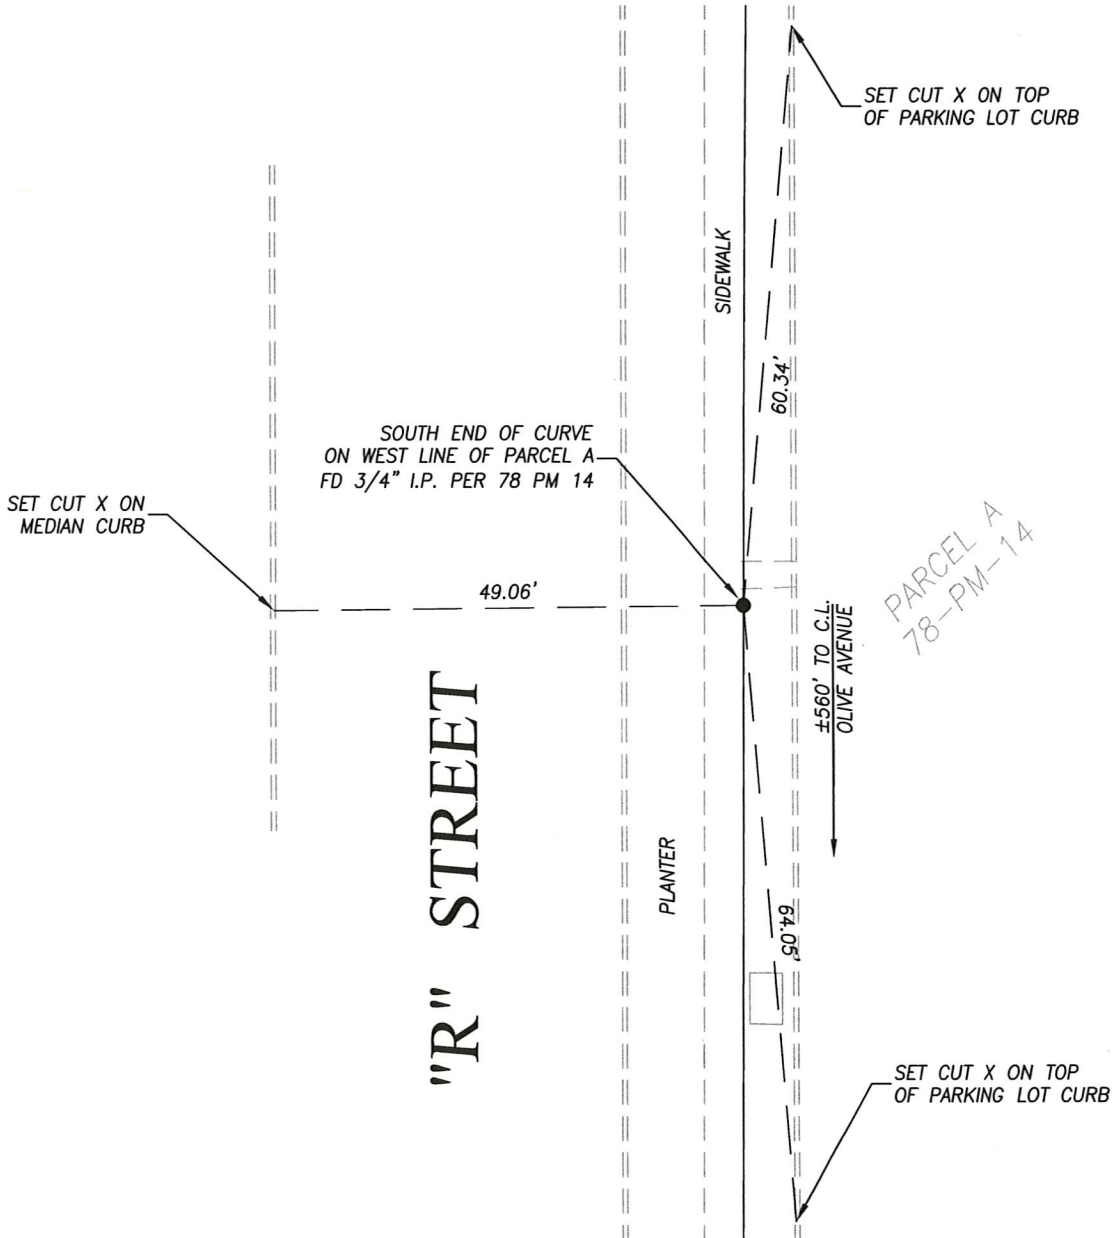 SET CUT X ON TOP
OF PARKING LOT CURB
SIDEWALK
60.34'
SOUTH END OF CURVE
ON WEST LINE OF PARCEL A
FD 3/4" I.P. PER 78 PM 14
SET CUT X ON
MEDIAN CURB
49.06'
PARCEL A
78-PM-14
±560' TO C.L.
OLIVE AVENUE
"R" STREET
PLANTER
64.05'
SET CUT X ON TOP
OF PARKING LOT CURB